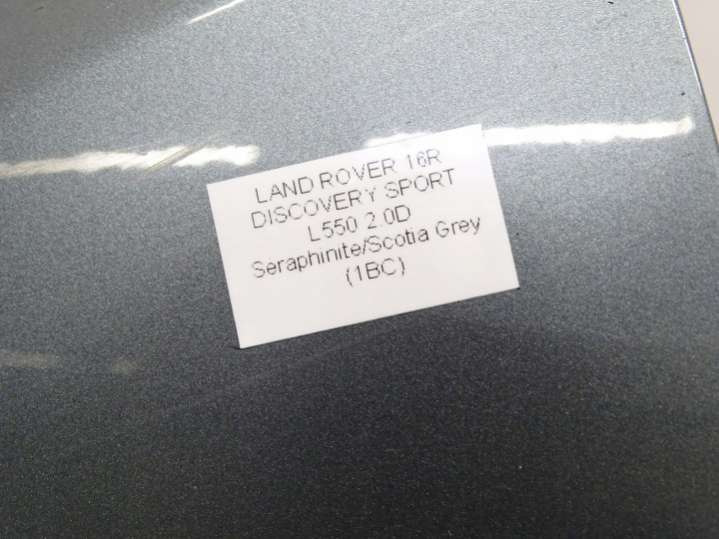 LAND ROVER 16R
DISCOVERY SPORT
L550 2.0D
Seraphinite/Scotia Grey
(1BC)